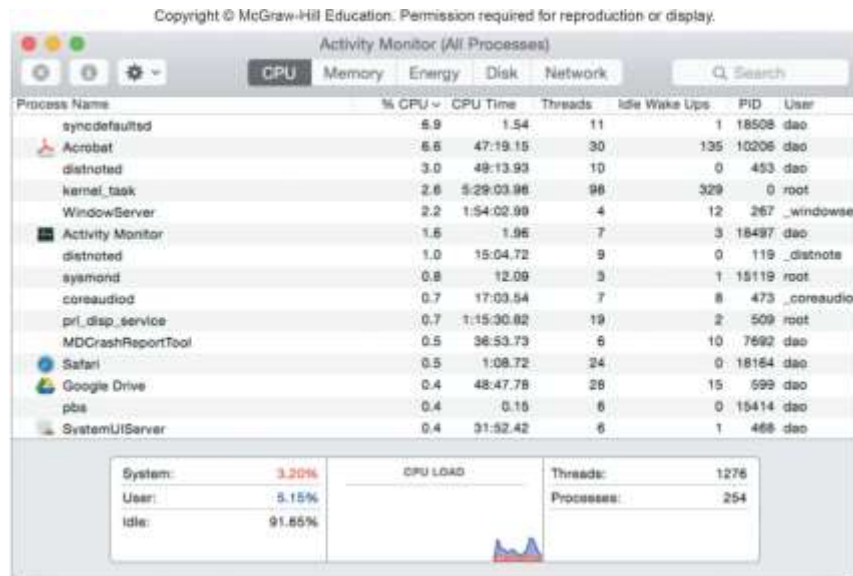 Copyright © McGraw-Hill Education. Permission required for reproduction or display.
Activity Monitor (All Processes)
CPU Memory Energy Disk Network Search
Process Name % CPU CPU Time Threads Idle Wake Ups PID User
syncdefaultsd 6.9 1.54 11 1 18508 dao
Acrobat 6.6 47:19.15 30 135 10206 dao
distnoted 3.0 49:13.93 10 0 453 dao
kernel_task 2.6 5:29:03.96 98 329 0 root
WindowServer 2.2 1:54:02.99 4 12 267 _windowse
Activity Monitor 1.6 1.96 7 3 18497 dao
distnoted 1.0 15:04.72 9 0 119 _distnote
sysmond 0.8 12.09 3 1 15119 root
coreaudiod 0.7 17:03.54 7 8 473 _coreaudio
prl_disp_service 0.7 1:15:30.82 19 2 509 root
MDCrashReportTool 0.5 36:53.73 6 10 7692 dao
Safari 0.5 1:08.72 24 0 18164 dao
Google Drive 0.4 48:47.78 28 15 599 dao
pbs 0.4 0.15 6 0 15414 dao
SystemUIServer 0.4 31:52.42 6 1 466 dao
System: 3.20% CPU LOAD Threads: 1276
User: 5.15% Processes: 254
Idle: 91.65%